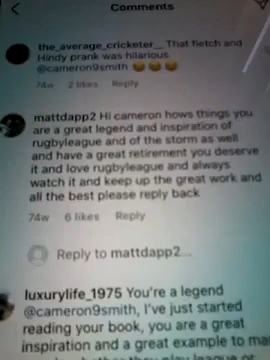 Comments
the_average_cricketer__ That fletch and
Hindy prank was hilarious
@cameron9smith 😂😂😂
74w 2 likes Reply
mattdapp2 Hi cameron hows things you
are a great legend and inspiration of
rugbyleague and of the storm as well
and have a great retirement you deserve
it and love rugbyleague and always
watch it and keep up the great work and
all the best please reply back
74w 6 likes Reply
Reply to mattdapp2...
luxurylife_1975 You're a legend
@cameron9smith, I've just started
reading your book, you are a great
inspiration and a great example to